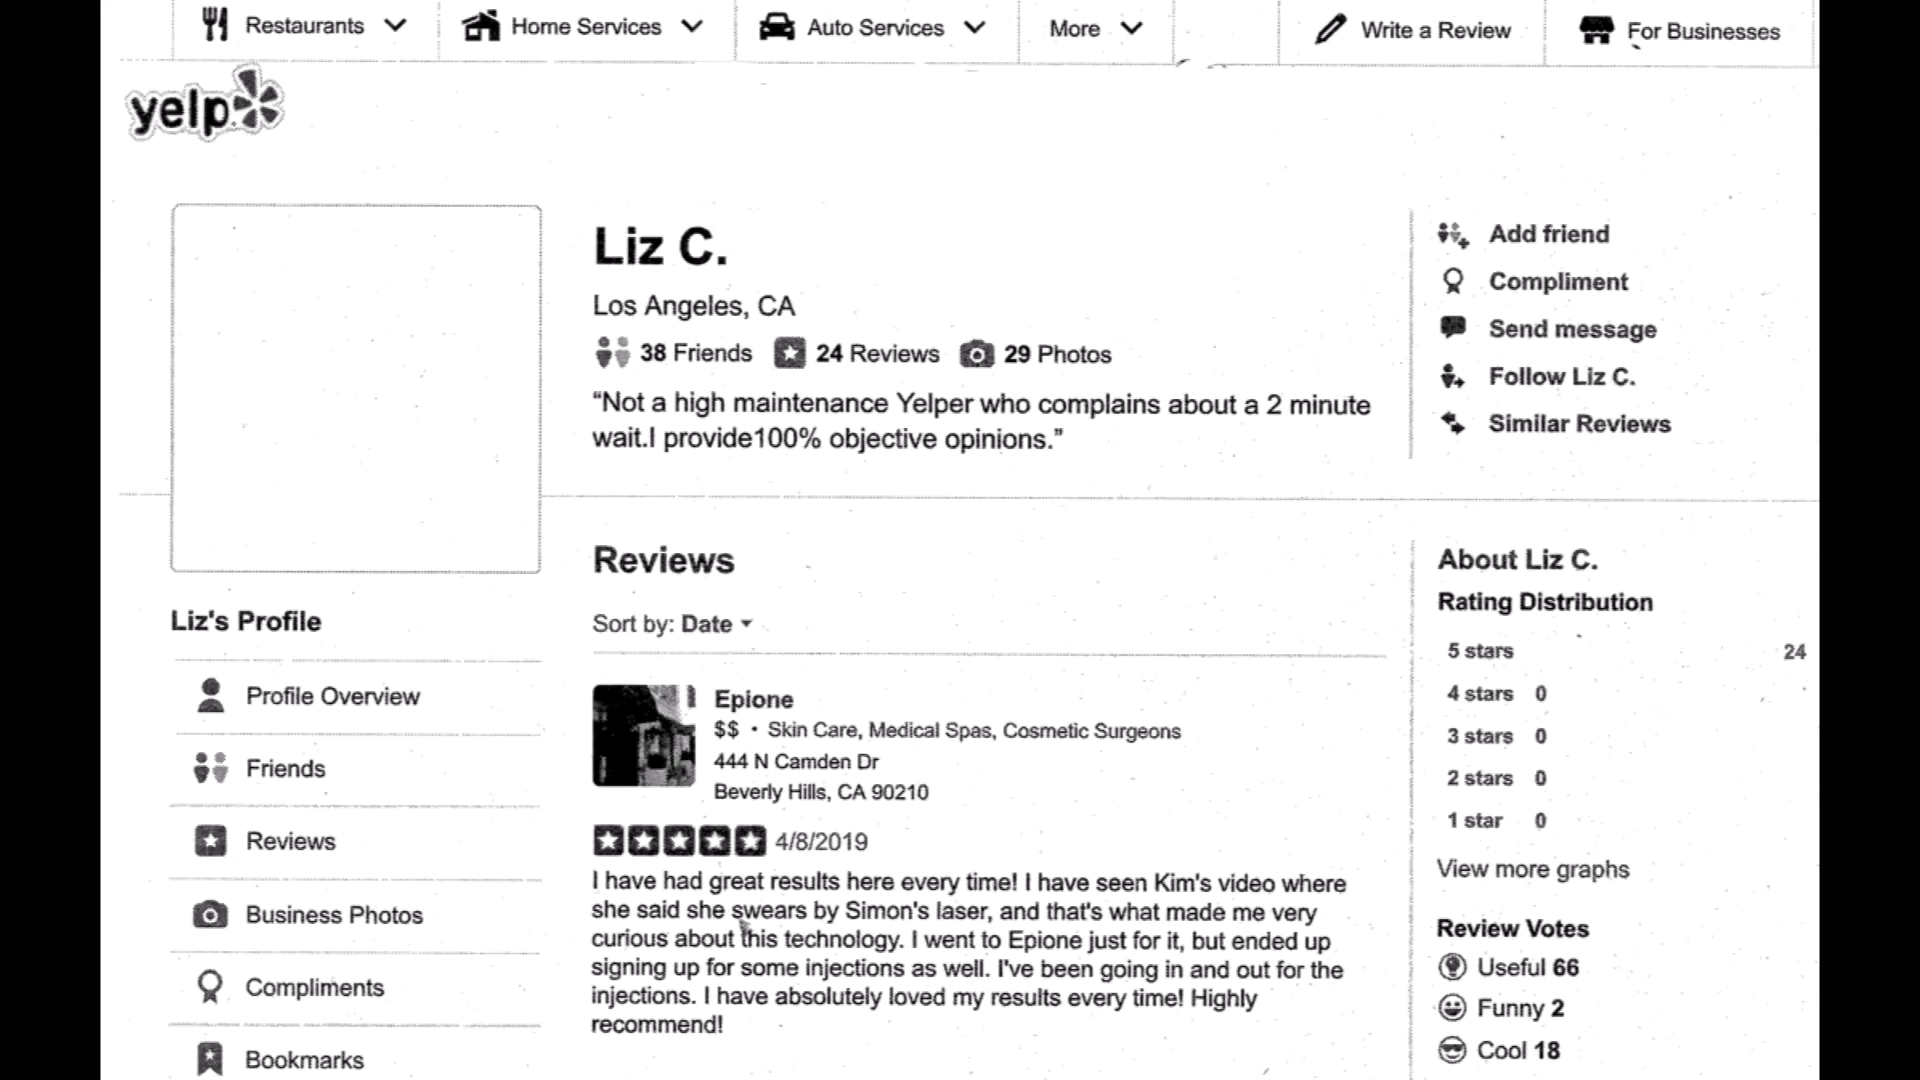 Restaurants Home Services Auto Services More Write a Review For Businesses
yelp
Liz C.
Los Angeles, CA
38 Friends 24 Reviews 29 Photos
“Not a high maintenance Yelper who complains about a 2 minute
wait.I provide100% objective opinions.”
Add friend
Compliment
Send message
Follow Liz C.
Similar Reviews
Liz's Profile
Profile Overview
Friends
Reviews
Business Photos
Compliments
Bookmarks
Reviews
Sort by: Date
Epione
$$ • Skin Care, Medical Spas, Cosmetic Surgeons
444 N Camden Dr
Beverly Hills, CA 90210
4/8/2019
I have had great results here every time! I have seen Kim's video where
she said she swears by Simon's laser, and that's what made me very
curious about this technology. I went to Epione just for it, but ended up
signing up for some injections as well. I've been going in and out for the
injections. I have absolutely loved my results every time! Highly
recommend!
About Liz C.
Rating Distribution
5 stars 24
4 stars 0
3 stars 0
2 stars 0
1 star 0
View more graphs
Review Votes
Useful 66
Funny 2
Cool 18